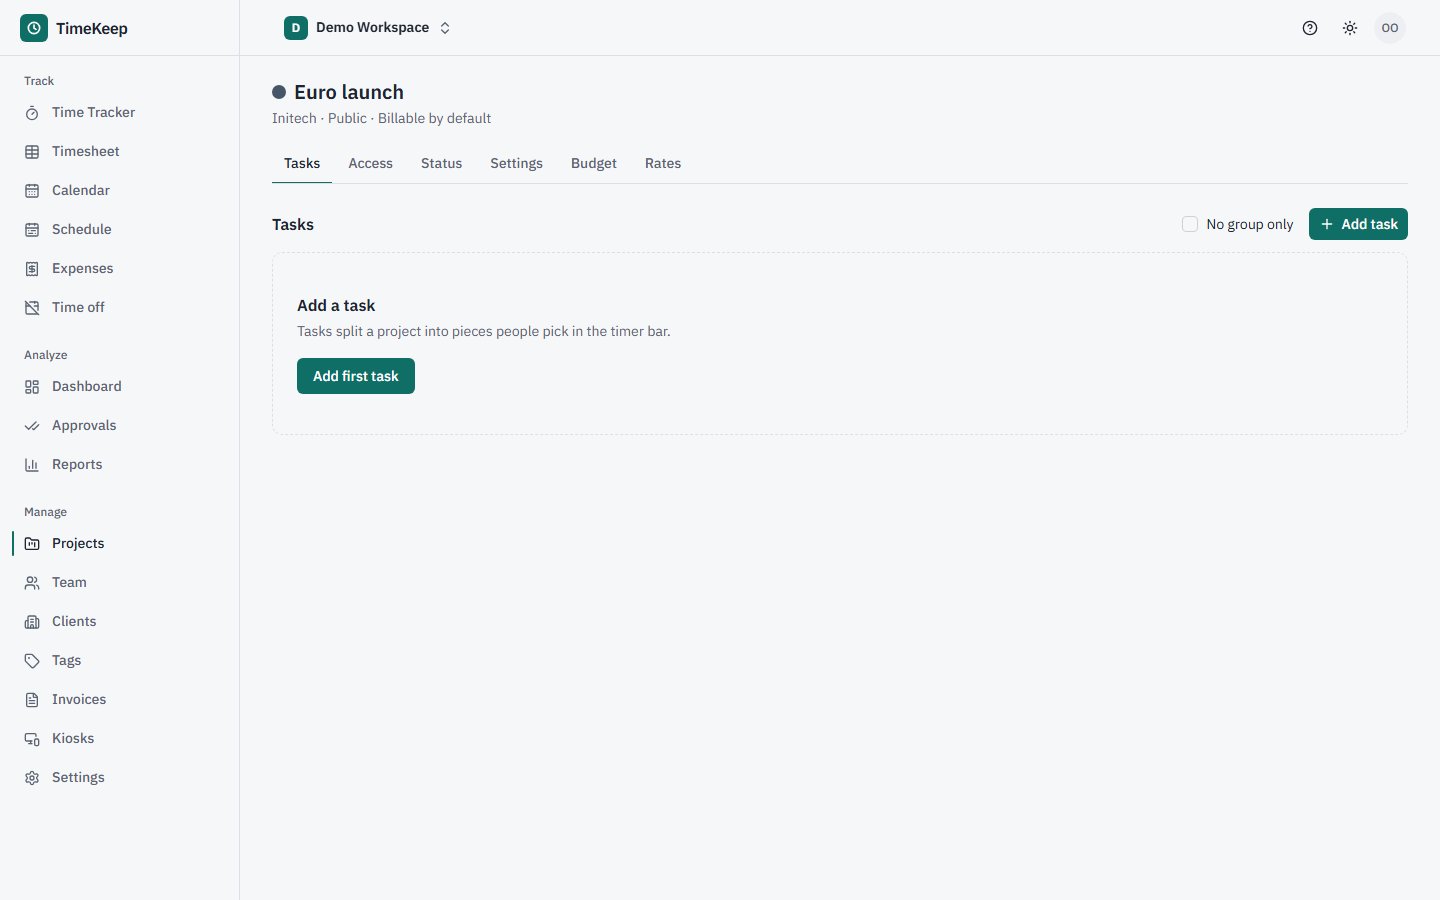 TimeKeep
D Demo Workspace
OO
Track
Time Tracker
Timesheet
Calendar
Schedule
Expenses
Time off
Analyze
Dashboard
Approvals
Reports
Manage
Projects
Team
Clients
Tags
Invoices
Kiosks
Settings
Euro launch
Initech · Public · Billable by default
Tasks Access Status Settings Budget Rates
Tasks
No group only
Add task
Add a task
Tasks split a project into pieces people pick in the timer bar.
Add first task